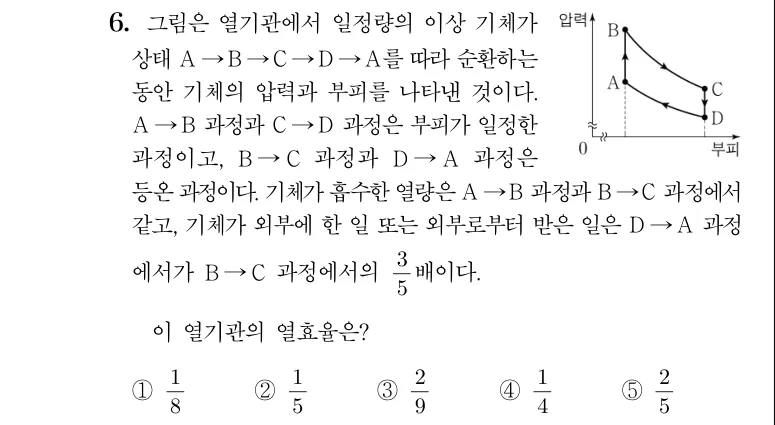 6. 그림은 열기관에서 일정량의 이상 기체가
상태 A → B → C → D → A를 따라 순환하는
동안 기체의 압력과 부피를 나타낸 것이다.
A → B 과정과 C → D 과정은 부피가 일정한
과정이고, B → C 과정과 D → A 과정은
등온 과정이다. 기체가 흡수한 열량은 A → B 과정과 B → C 과정에서
같고, 기체가 외부에 한 일 또는 외부로부터 받은 일은 D → A 과정
에서가 B → C 과정에서의 3/5 배이다.
이 열기관의 열효율은?
① 1/8 ② 1/5 ③ 2/9 ④ 1/4 ⑤ 2/5
압력
B
A
C
D
0
부피